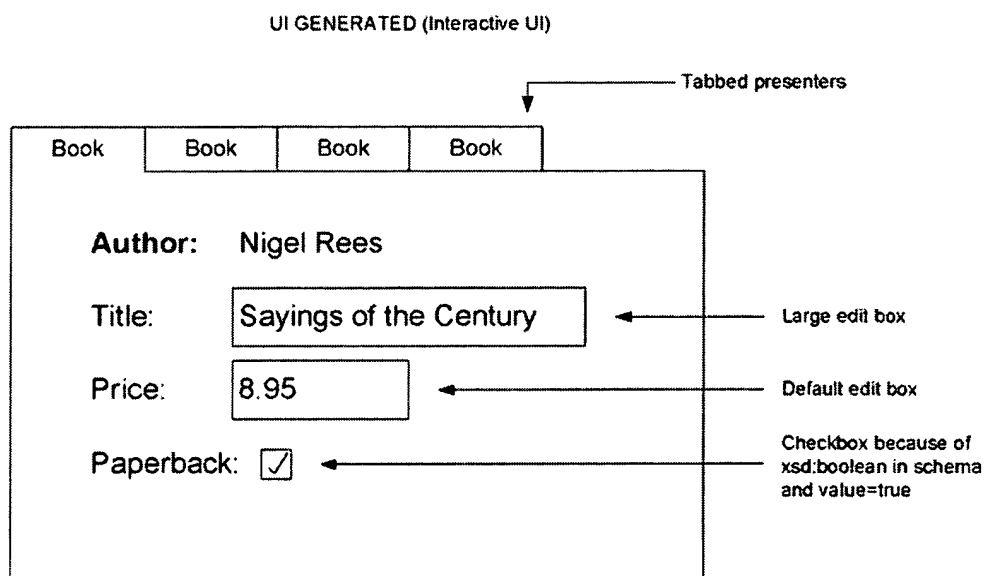 UI GENERATED (Interactive UI)
Tabbed presenters
Book Book Book Book
Author: Nigel Rees
Title: Sayings of the Century
Large edit box
Price: 8.95
Default edit box
Paperback:
Checkbox because of
xsd:boolean in schema
and value=true